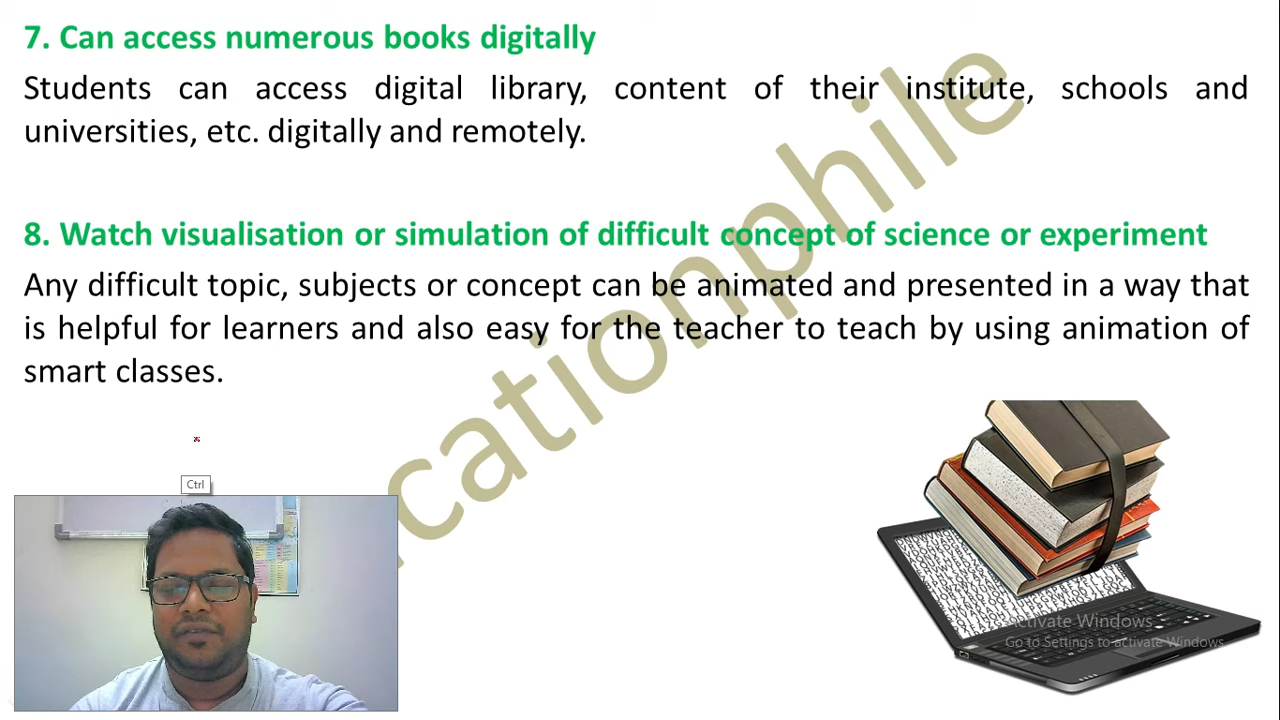 7. Can access numerous books digitally
Students can access digital library, content of their institute, schools and
universities, etc. digitally and remotely.
8. Watch visualisation or simulation of difficult concept of science or experiment
Any difficult topic, subjects or concept can be animated and presented in a way that
is helpful for learners and also easy for the teacher to teach by using animation of
smart classes.
cationphile
Ctrl
Activate Windows
Go to Settings to activate Windows